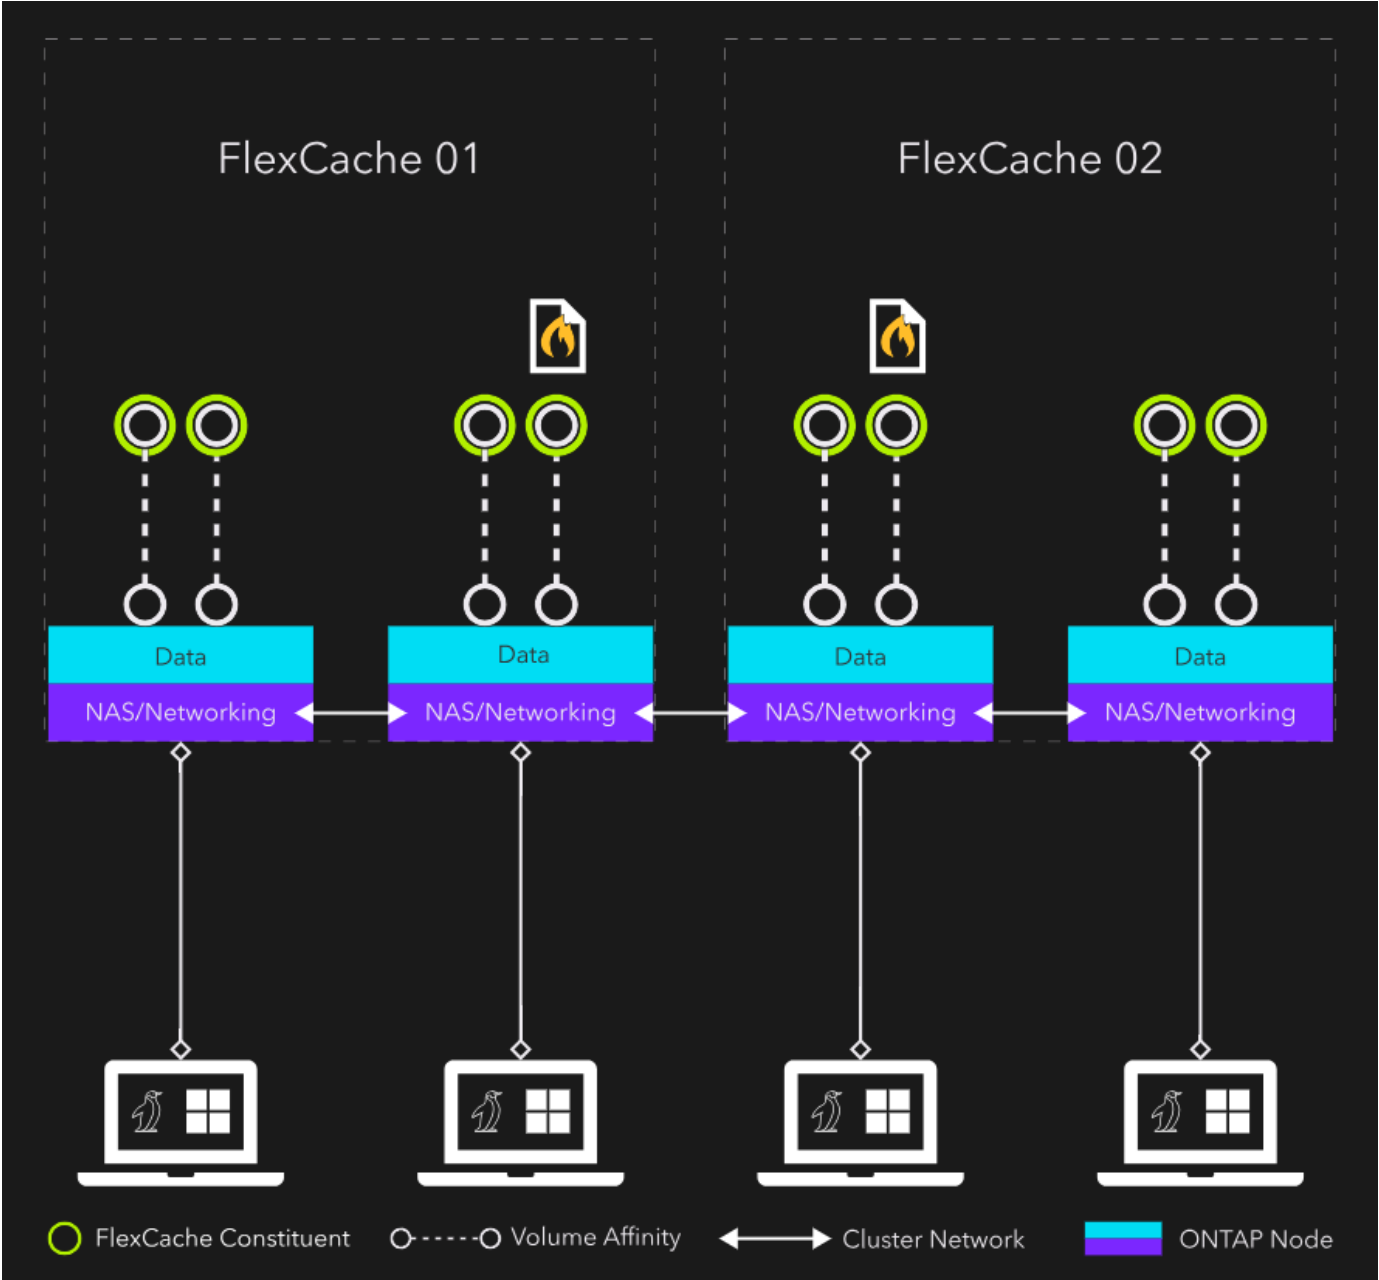 FlexCache 01
FlexCache 02
Data
Data
Data
Data
NAS/Networking
NAS/Networking
NAS/Networking
NAS/Networking
FlexCache Constituent
Volume Affinity
Cluster Network
ONTAP Node